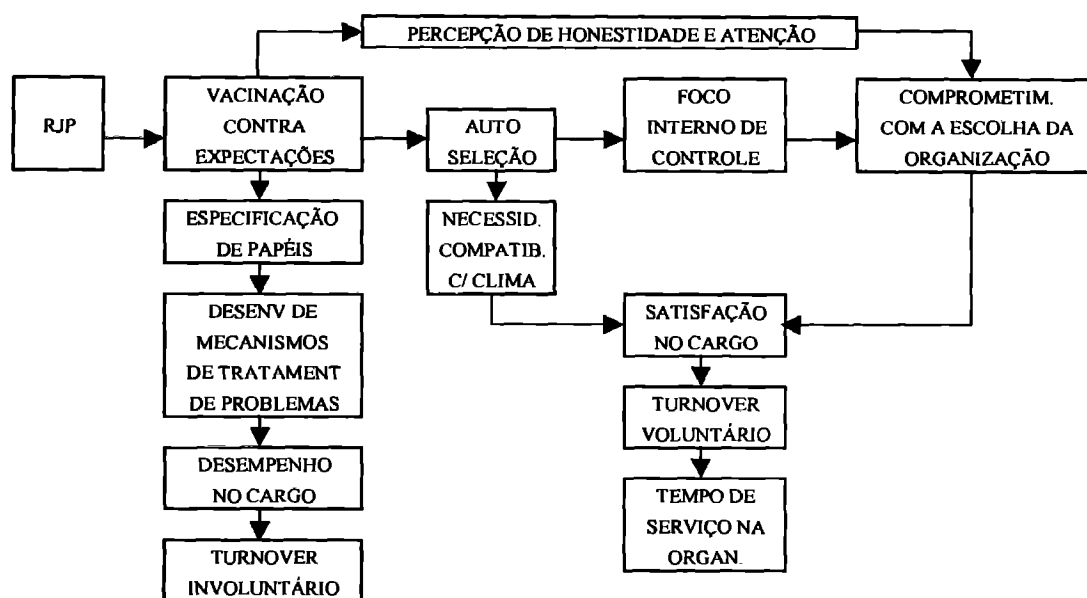 PERCEPÇÃO DE HONESTIDADE E ATENÇÃO
RJP
VACINAÇÃO
CONTRA
EXPECTAÇÕES
AUTO
SELEÇÃO
FOCO
INTERNO DE
CONTROLE
COMPROMETIM.
COM A ESCOLHA DA
ORGANIZAÇÃO
ESPECIFICAÇÃO
DE PAPÉIS
NECESSID.
COMPATIB.
C/ CLIMA
DESENV DE
MECANISMOS
DE TRATAMENT
DE PROBLEMAS
SATISFAÇÃO
NO CARGO
TURNOVER
VOLUNTÁRIO
DESEMPENHO
NO CARGO
TEMPO DE
SERVIÇO NA
ORGAN.
TURNOVER
INVOLUNTÁRIO